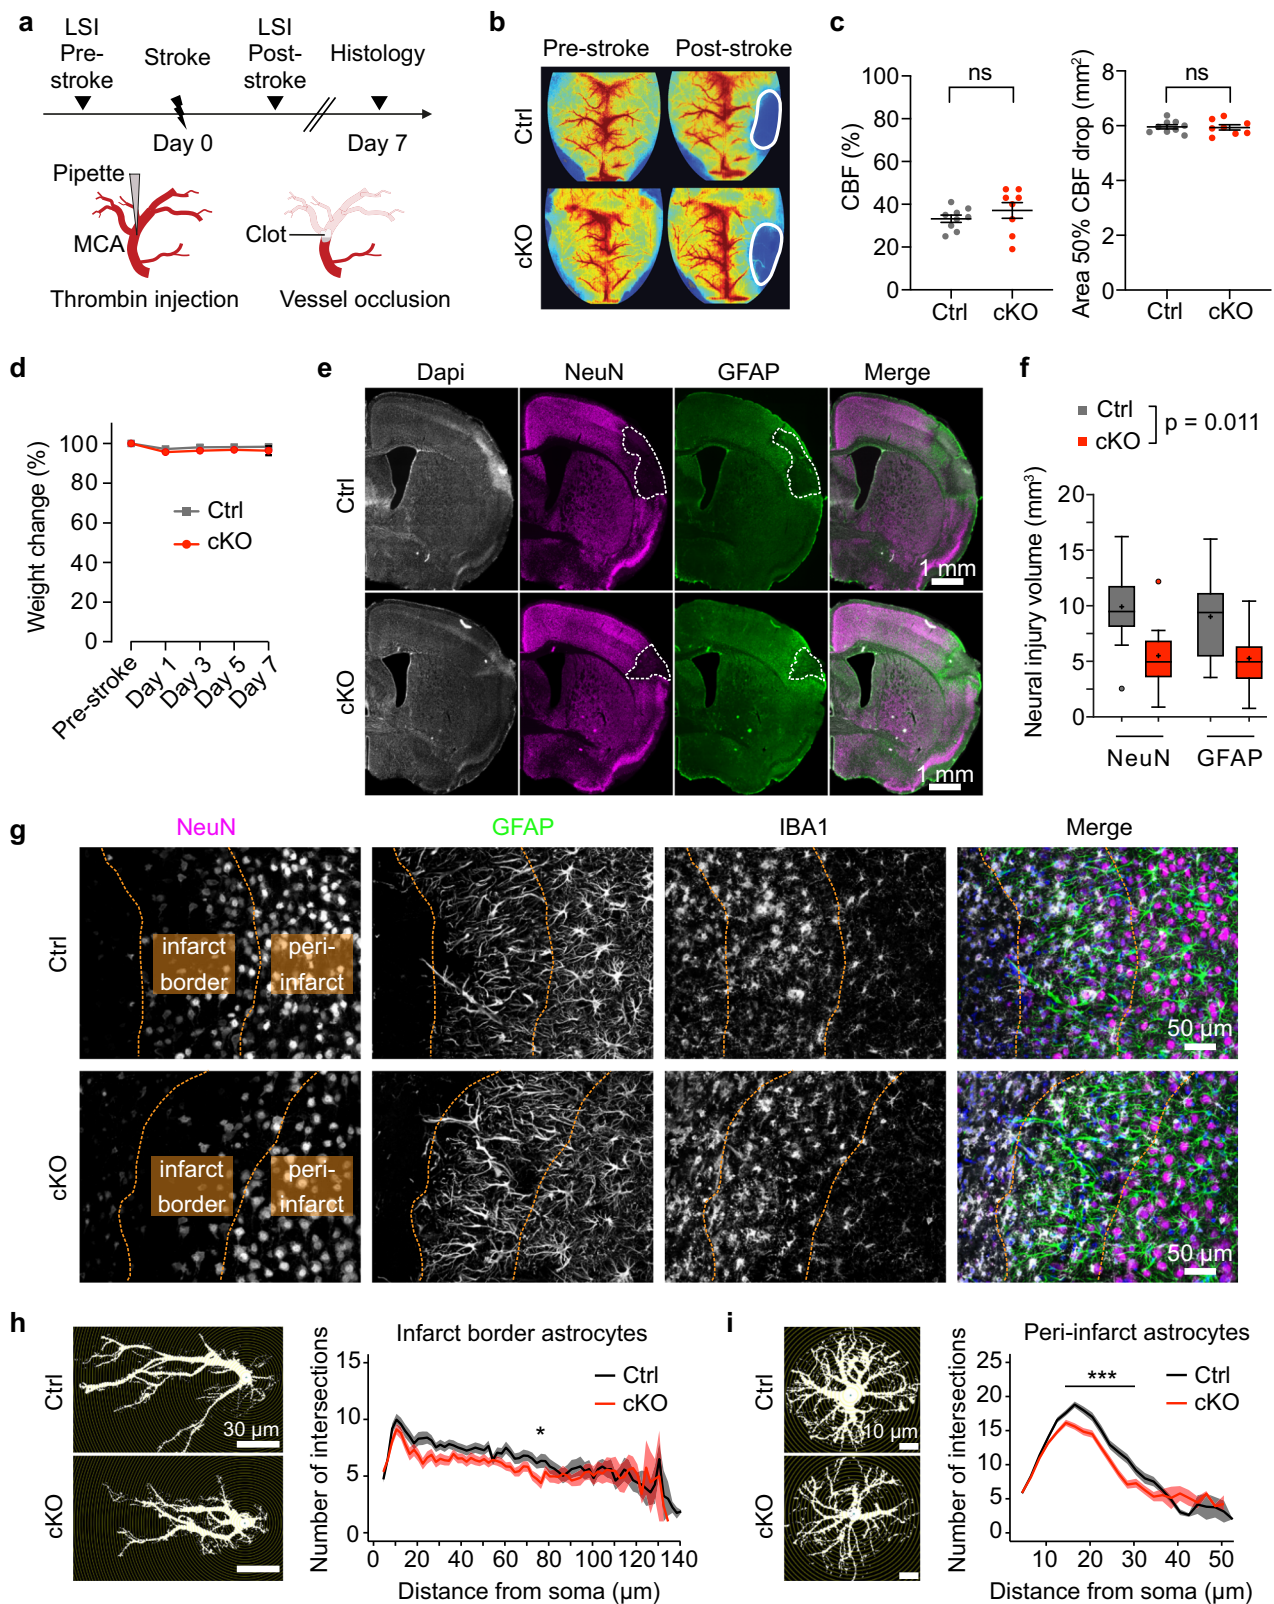 a
LSI
Pre-
stroke
Stroke
LSI
Post-
stroke
Histology
Day 0
Day 7
Pipette
MCA
Clot
Thrombin injection
Vessel occlusion
b
Pre-stroke
Post-stroke
Ctrl
cKO
c
CBF (%)
100
80
60
40
20
0
ns
Ctrl
cKO
Area 50% CBF drop (mm²)
8
6
4
2
0
ns
Ctrl
cKO
d
Weight change (%)
100
80
60
40
20
0
Ctrl
cKO
Pre-stroke
Day 1
Day 3
Day 5
Day 7
e
Dapi
NeuN
GFAP
Merge
Ctrl
1 mm
cKO
1 mm
f
Ctrl
cKO
p = 0.011
Neural injury volume (mm³)
20
15
10
5
0
NeuN
GFAP
g
NeuN
GFAP
IBA1
Merge
Ctrl
infarct
border
peri-
infarct
50 µm
cKO
infarct
border
peri-
infarct
50 µm
h
Ctrl
30 µm
cKO
Infarct border astrocytes
Number of intersections
15
10
5
0
Ctrl
cKO
*
0 20 40 60 80 100 120 140
Distance from soma (µm)
i
Ctrl
10 µm
cKO
Peri-infarct astrocytes
Number of intersections
25
20
15
10
5
0
***
Ctrl
cKO
10 20 30 40 50
Distance from soma (µm)